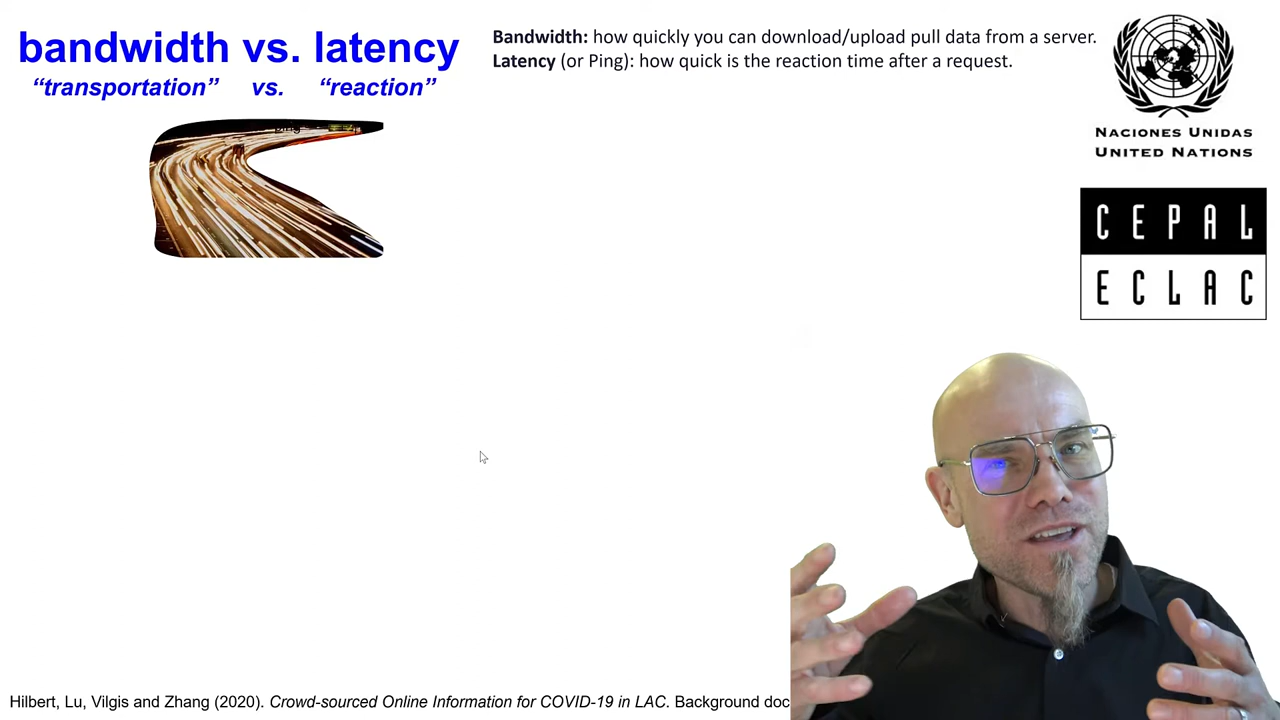 bandwidth vs. latency
“transportation” vs. “reaction”
Bandwidth: how quickly you can download/upload pull data from a server.
Latency (or Ping): how quick is the reaction time after a request.
NACIONES UNIDAS
UNITED NATIONS
CEPAL
ECLAC
Hilbert, Lu, Vilgis and Zhang (2020). Crowd-sourced Online Information for COVID-19 in LAC. Background doc